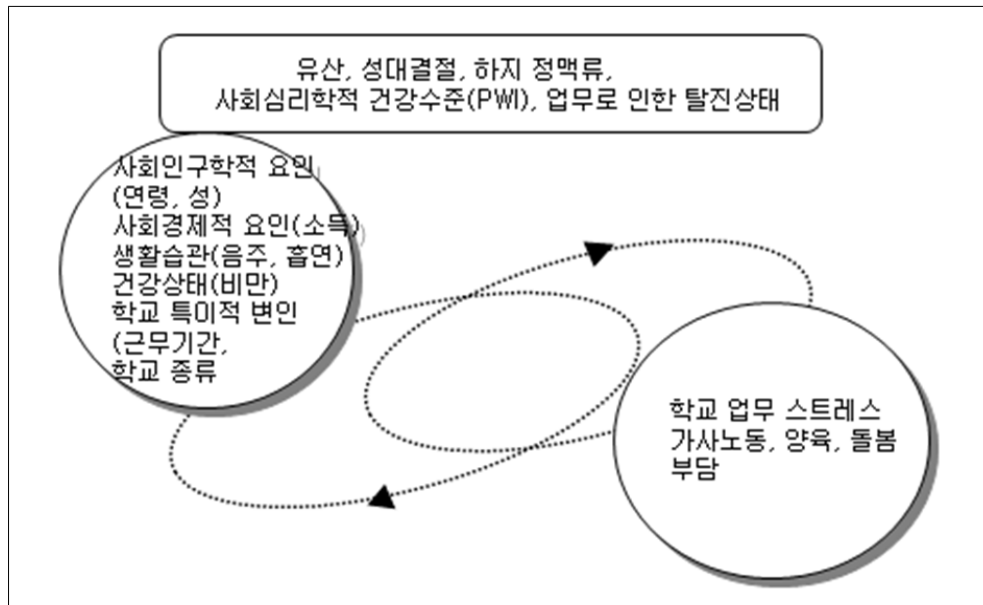 유산, 성대결절, 하지 정맥류,
사회심리학적 건강수준(PWI), 업무로 인한 탈진상태
사회인구학적 요인
(연령, 성)
사회경제적 요인(소득)
생활습관(음주, 흡연)
건강상태(비만)
학교 특이적 변인
(근무기간,
학교 종류
학교 업무 스트레스
가사노동, 양육, 돌봄
부담